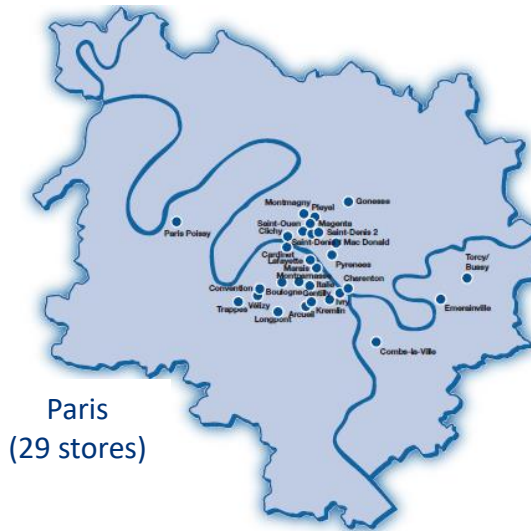 Montmagny
Pleyel
Gonesse
Paris Poissy
Saint-Ouen
Magenta
Clichy
Saint-Denis 2
Saint-Denis 1
Mac Donald
Cardinet
Lafayette
Pyrenees
Marais
Torcy/
Bussy
Montparnasse
Charenton
Convention
Boulogne
Italie
Gentilly
Emerainville
Trappes
Vélizy
Ivry
Longpont
Arcueil
Kremlin
Combs-la-Ville
Paris
(29 stores)